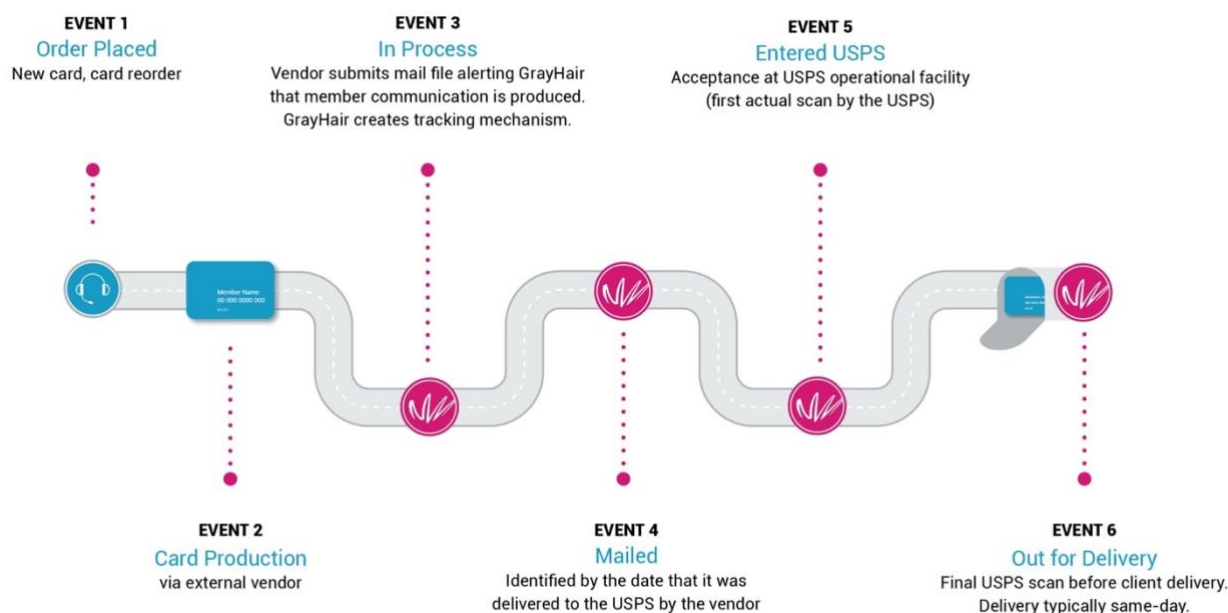 EVENT 1
Order Placed
New card, card reorder
EVENT 3
In Process
Vendor submits mail file alerting GrayHair
that member communication is produced.
GrayHair creates tracking mechanism.
EVENT 5
Entered USPS
Acceptance at USPS operational facility
(first actual scan by the USPS)
Member Name
00 000 0000 000
EVENT 2
Card Production
via external vendor
EVENT 4
Mailed
Identified by the date that it was
delivered to the USPS by the vendor
EVENT 6
Out for Delivery
Final USPS scan before client delivery.
Delivery typically same-day.